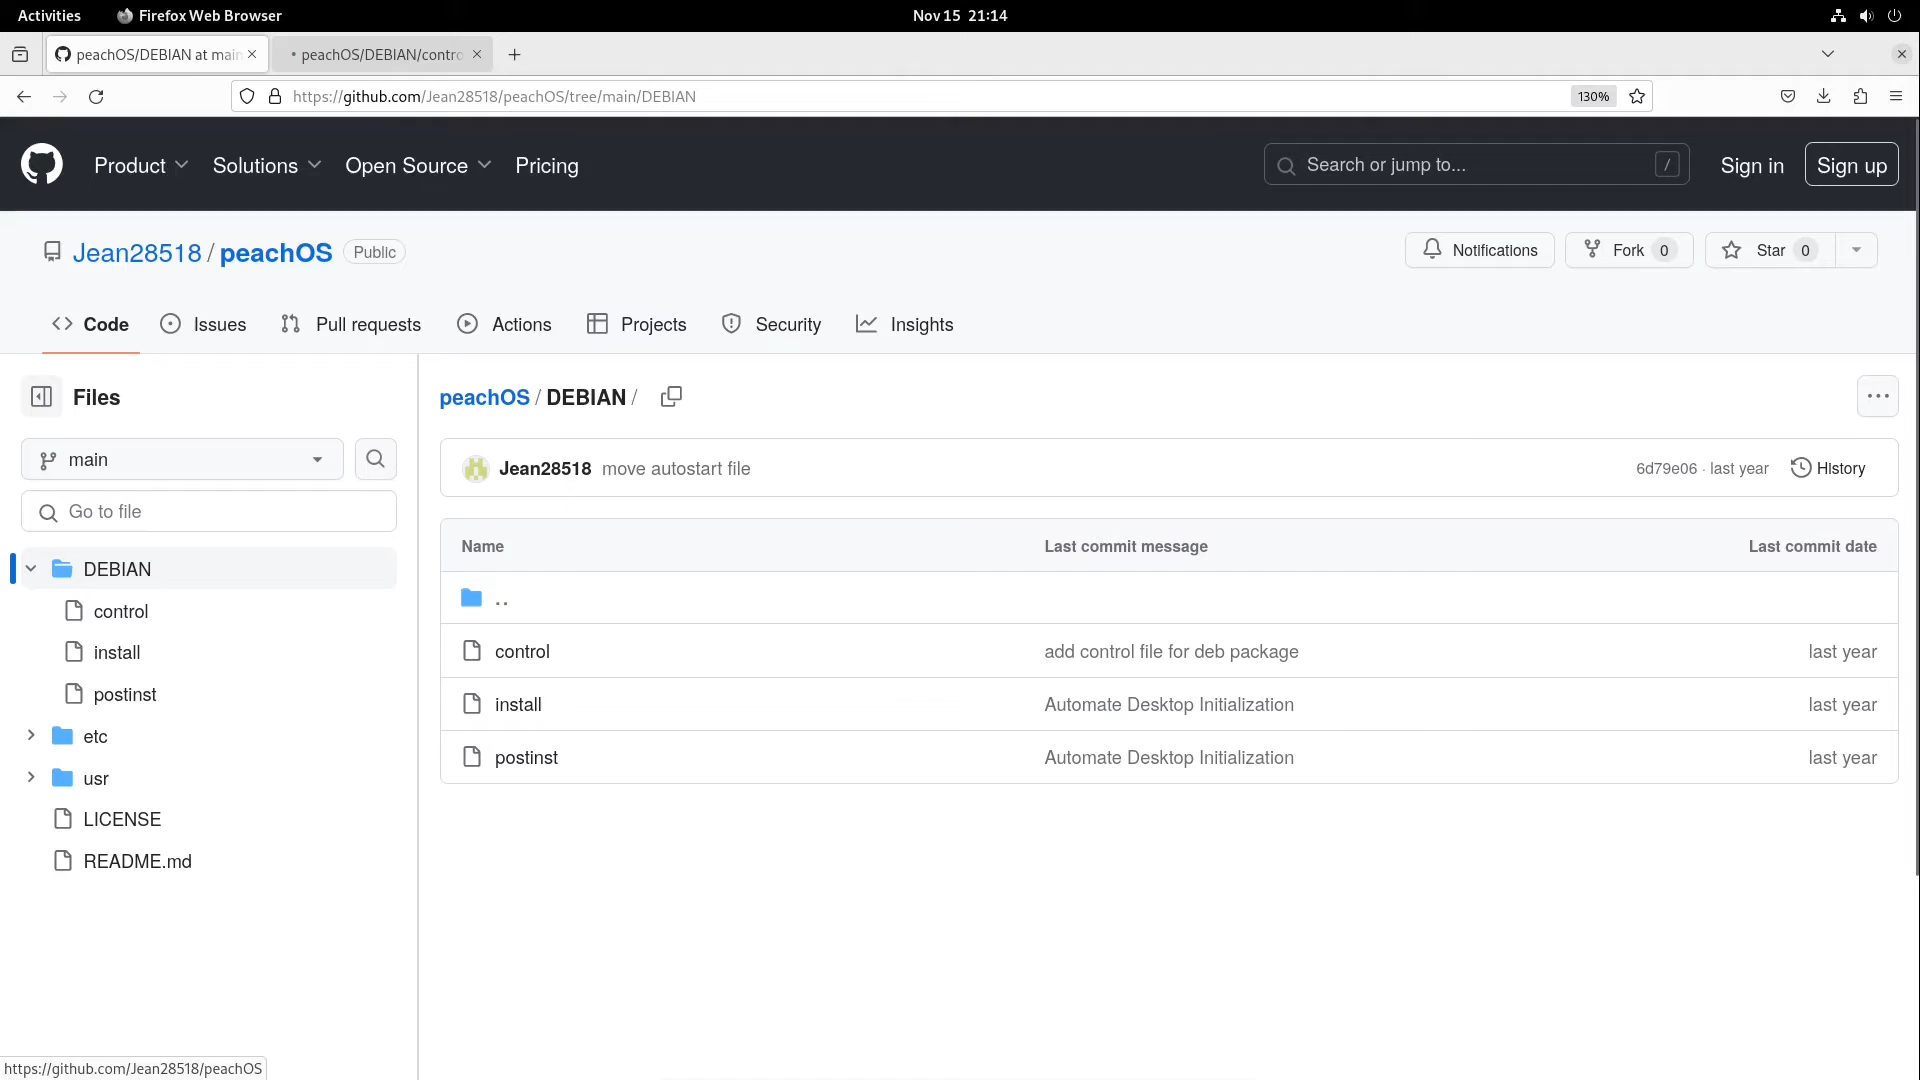 Activities
Firefox Web Browser
Nov 15 21:14
peachOS/DEBIAN at main
peachOS/DEBIAN/contro
https://github.com/Jean28518/peachOS/tree/main/DEBIAN
130%
Product
Solutions
Open Source
Pricing
Search or jump to...
/
Sign in
Sign up
Jean28518 / peachOS
Public
Notifications
Fork 0
Star 0
Code
Issues
Pull requests
Actions
Projects
Security
Insights
Files
main
Go to file
DEBIAN
control
install
postinst
etc
usr
LICENSE
README.md
peachOS / DEBIAN /
Jean28518 move autostart file
6d79e06 · last year
History
Name Last commit message Last commit date
..
control add control file for deb package last year
install Automate Desktop Initialization last year
postinst Automate Desktop Initialization last year
https://github.com/Jean28518/peachOS